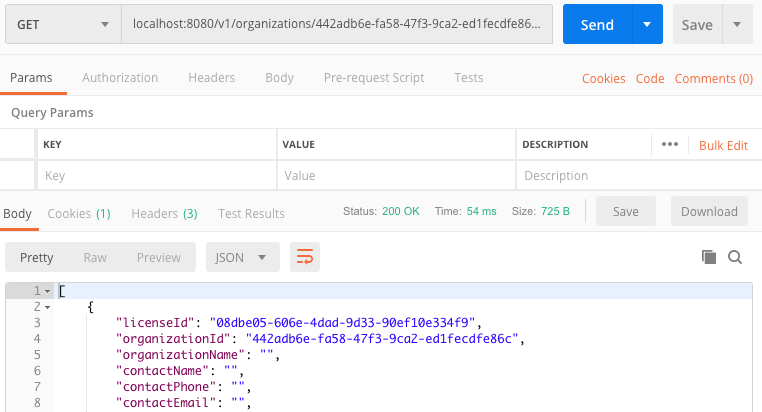 GET localhost:8080/v1/organizations/442adb6e-fa58-47f3-9ca2-ed1fecdfe86... Send Save
Params Authorization Headers Body Pre-request Script Tests Cookies Code Comments (0)
Query Params
KEY VALUE DESCRIPTION ••• Bulk Edit
Key Value Description
Body Cookies (1) Headers (3) Test Results Status: 200 OK Time: 54 ms Size: 725 B Save Download
Pretty Raw Preview JSON
1 [
2 {
3 "licenseId": "08dbe05-606e-4dad-9d33-90ef10e334f9",
4 "organizationId": "442adb6e-fa58-47f3-9ca2-ed1fecdfe86c",
5 "organizationName": "",
6 "contactName": "",
7 "contactPhone": "",
8 "contactEmail": "",